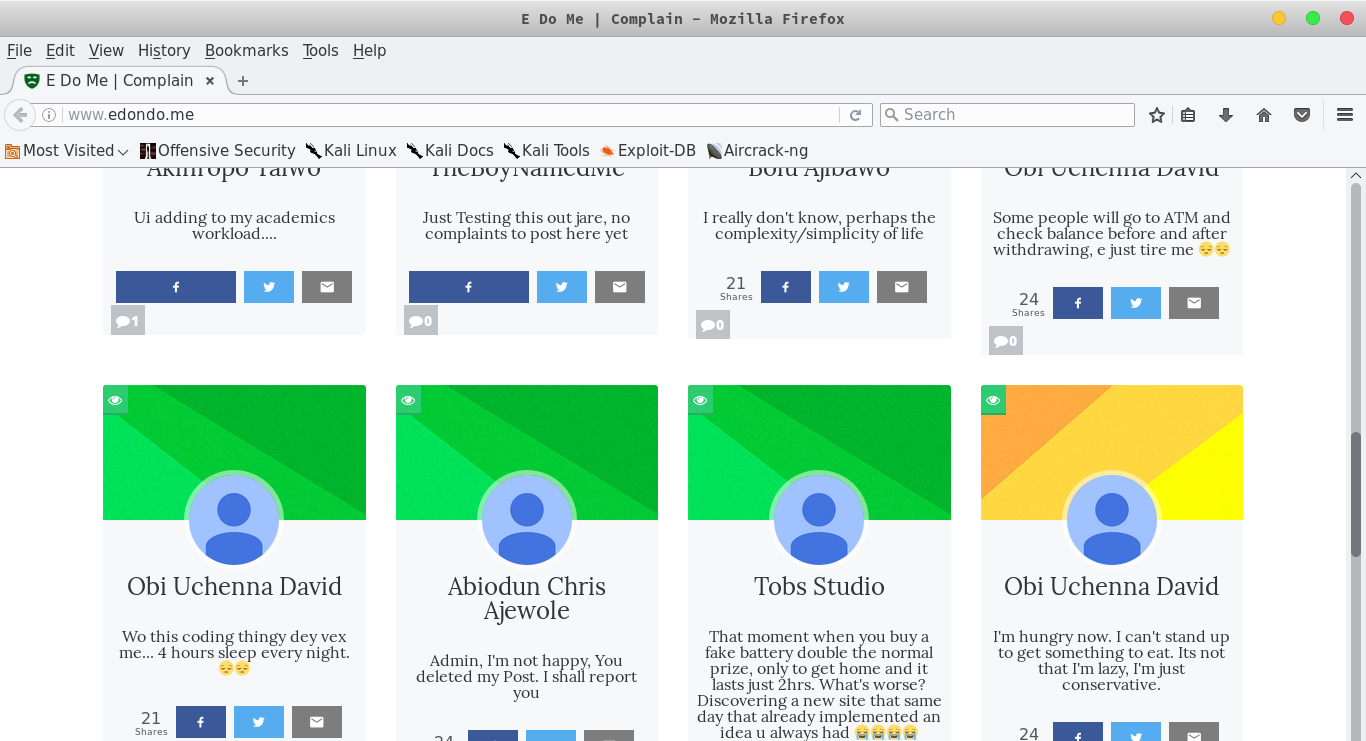 E Do Me | Complain - Mozilla Firefox
File Edit View History Bookmarks Tools Help
E Do Me | Complain
www.edondo.me
Search
Most Visited Offensive Security Kali Linux Kali Docs Kali Tools Exploit-DB Aircrack-ng
Akinropo Taiwo
Ui adding to my academics
workload....
1
TheBoyNamedMe
Just Testing this out jare, no
complaints to post here yet
0
Bolu Ajibawo
I really don't know, perhaps the
complexity/simplicity of life
21
Shares
0
Obi Uchenna David
Some people will go to ATM and
check balance before and after
withdrawing, e just tire me 😔😔
24
Shares
0
Obi Uchenna David
Wo this coding thingy dey vex
me... 4 hours sleep every night.
😔😔
21
Shares
Abiodun Chris
Ajewole
Admin, I'm not happy, You
deleted my Post. I shall report
you
24
Tobs Studio
That moment when you buy a
fake battery double the normal
prize, only to get home and it
lasts just 2hrs. What's worse?
Discovering a new site that same
day that already implemented an
idea u always had 😭😭😭😭
Obi Uchenna David
I'm hungry now. I can't stand up
to get something to eat. Its not
that I'm lazy, I'm just
conservative.
24